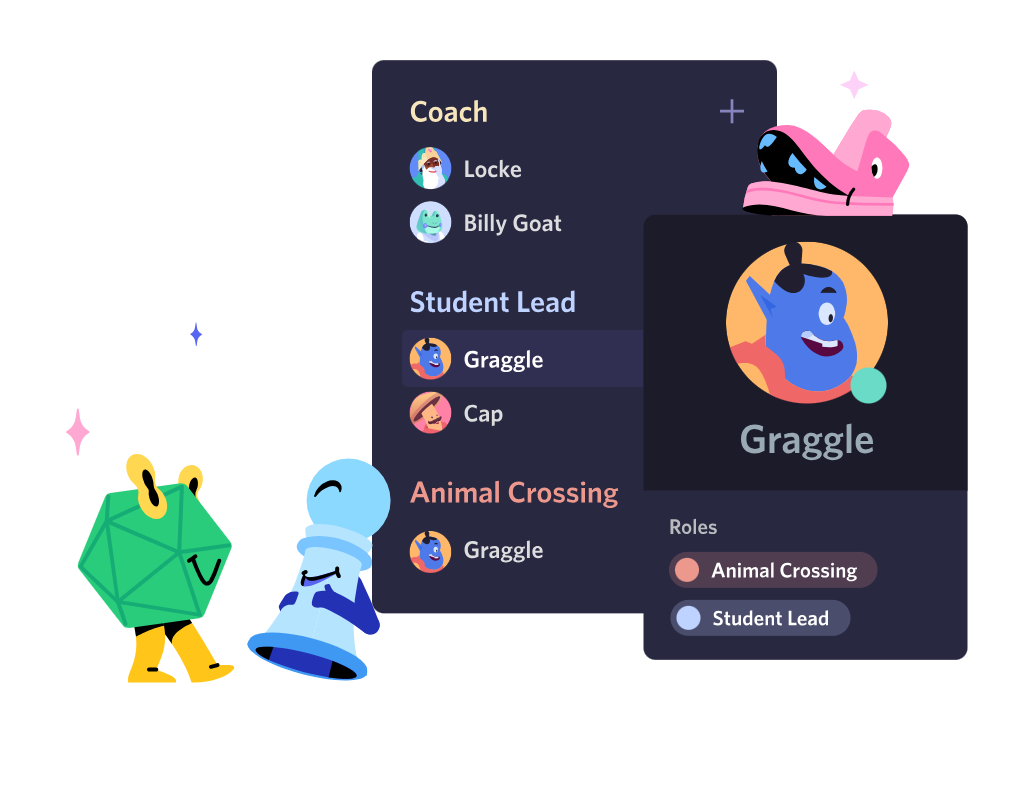 Coach
Locke
Billy Goat
Student Lead
Graggle
Cap
Animal Crossing
Graggle
Graggle
Roles
Animal Crossing
Student Lead